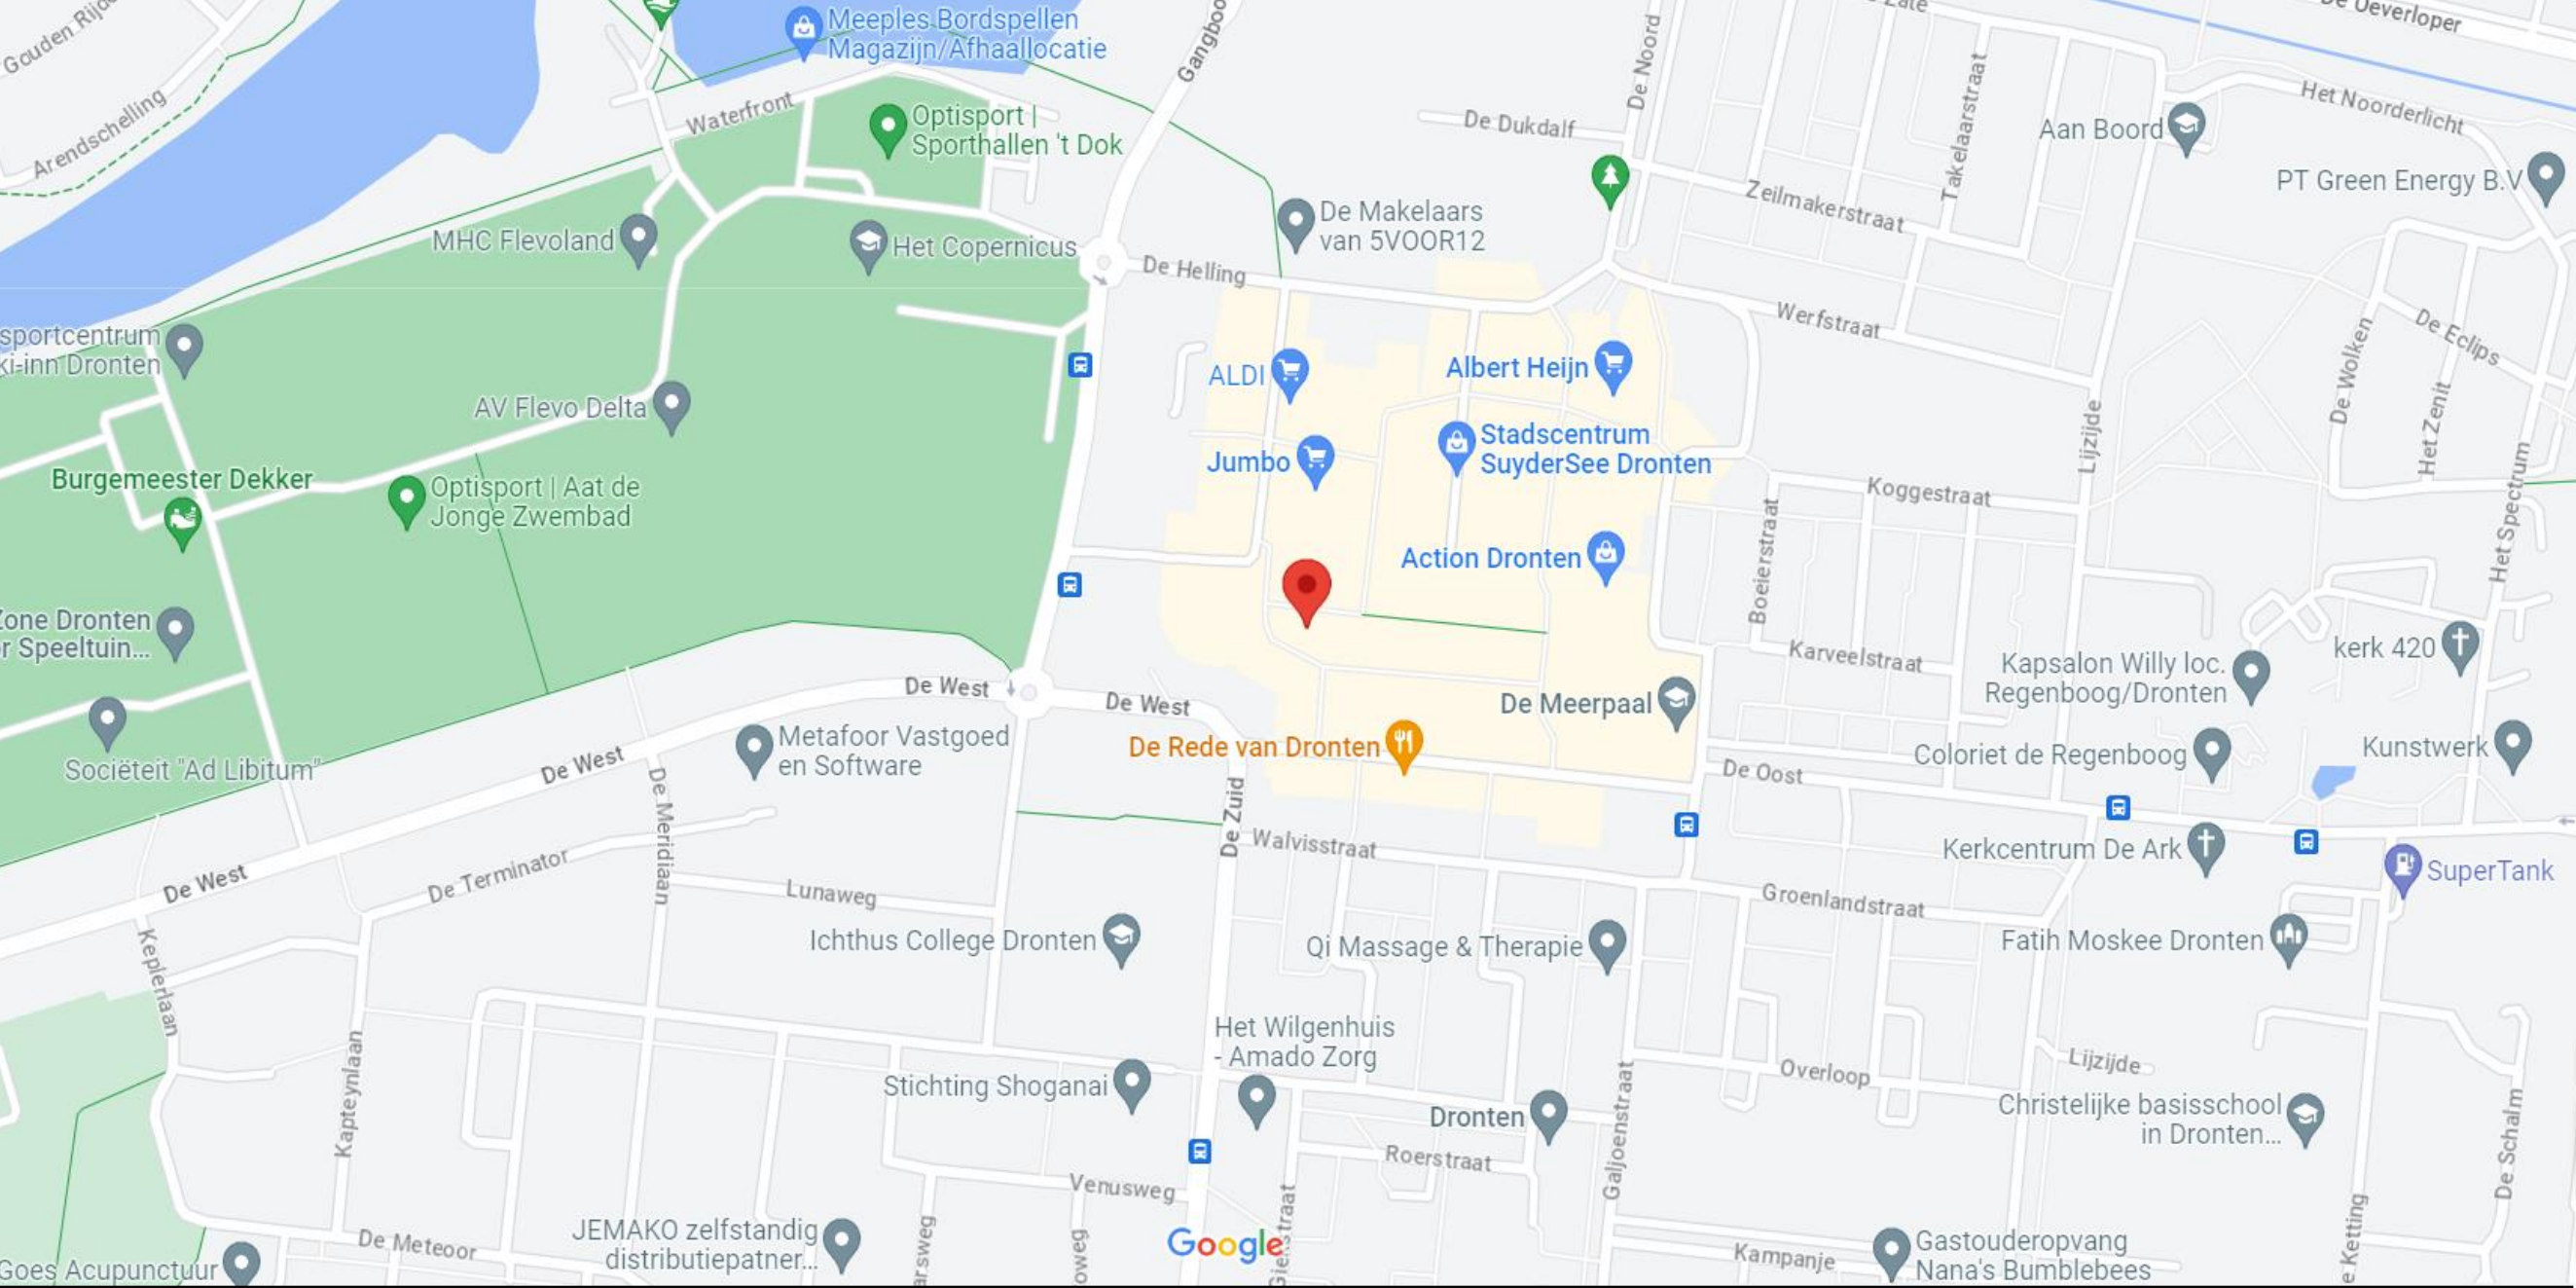 Gouden Rijde
Arendschelling
Meeples Bordspellen
Magazijn/Afhaallocatie
Waterfront
Optisport |
Sporthallen 't Dok
MHC Flevoland
Het Copernicus
De Helling
De Makelaars
van 5VOOR12
De Dukdalf
De Noord
Takelaarstraat
Zeilmakerstraat
De Oeverloper
Het Noorderlicht
Aan Boord
PT Green Energy B.V
Werfstraat
De Wolken
De Eclips
Het Zenit
Het Spectrum
Lijzijde
sportcentrum
ki-inn Dronten
AV Flevo Delta
ALDI
Albert Heijn
Stadscentrum
SuyderSee Dronten
Jumbo
Burgemeester Dekker
Optisport | Aat de
Jonge Zwembad
Koggestraat
Boeierstraat
Action Dronten
Zone Dronten
r Speeltuin...
Karveelstraat
Kapsalon Willy loc.
Regenboog/Dronten
kerk 420
De West
De West
De Meerpaal
De Rede van Dronten
Metafoor Vastgoed
en Software
Sociëteit "Ad Libitum"
De West
De Meridiaan
De Zuid
De Oost
Coloriet de Regenboog
Kunstwerk
Walvisstraat
Kerkcentrum De Ark
SuperTank
De West
De Terminator
Lunaweg
Groenlandstraat
Ichthus College Dronten
Qi Massage & Therapie
Fatih Moskee Dronten
Keplerlaan
Kapteynlaan
Het Wilgenhuis
- Amado Zorg
Stichting Shoganai
Dronten
Galjoenstraat
Overloop
Lijzijde
Christelijke basisschool
in Dronten...
De Schalm
Roerstraat
Venusweg
De Meteoor
JEMAKO zelfstandig
distributiepatner...
Goes Acupunctuur
arsweg
oweg
Google
Kampanje
Gastouderopvang
Nana's Bumblebees
e Ketting